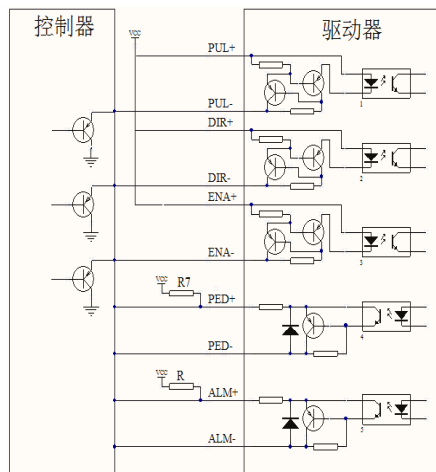 控制器
驱动器
VCC
PUL+
1
PUL-
DIR+
2
DIR-
ENA+
3
ENA-
VCC
R7
PED+
4
PED-
VCC
R
ALM+
5
ALM-